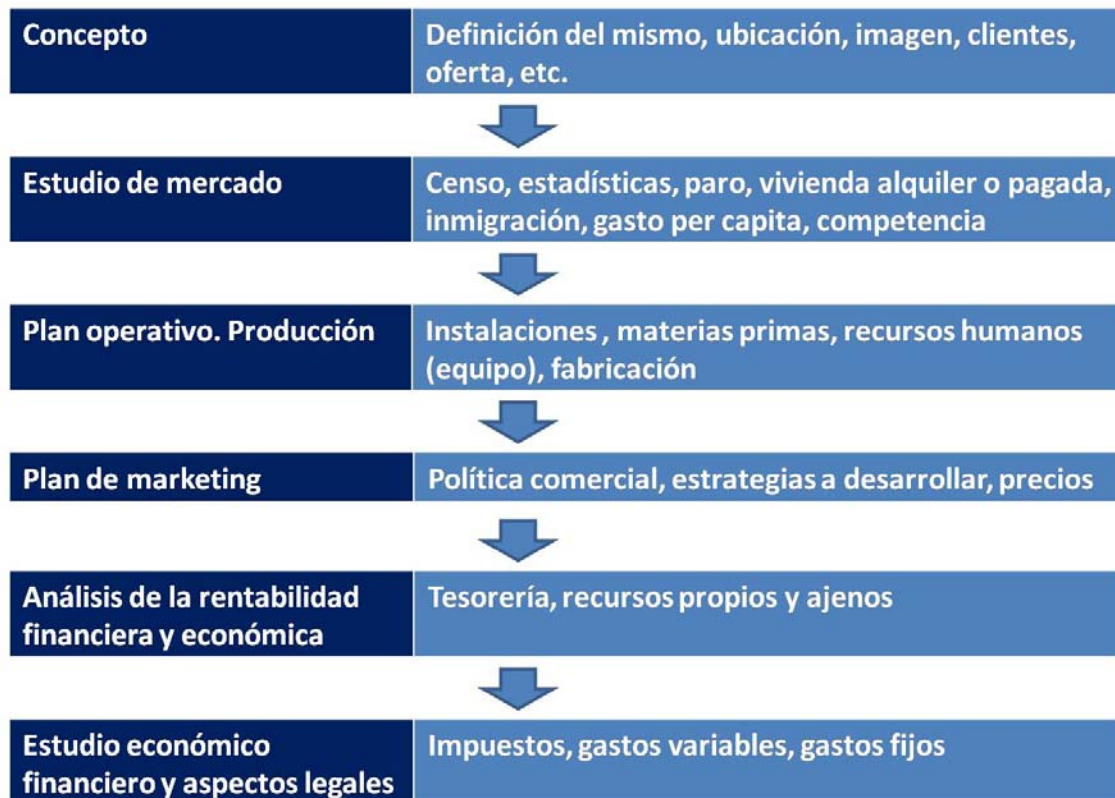 Concepto
Definición del mismo, ubicación, imagen, clientes,
oferta, etc.
Estudio de mercado
Censo, estadísticas, paro, vivienda alquiler o pagada,
inmigración, gasto per capita, competencia
Plan operativo. Producción
Instalaciones , materias primas, recursos humanos
(equipo), fabricación
Plan de marketing
Política comercial, estrategias a desarrollar, precios
Análisis de la rentabilidad
financiera y económica
Tesorería, recursos propios y ajenos
Estudio económico
financiero y aspectos legales
Impuestos, gastos variables, gastos fijos